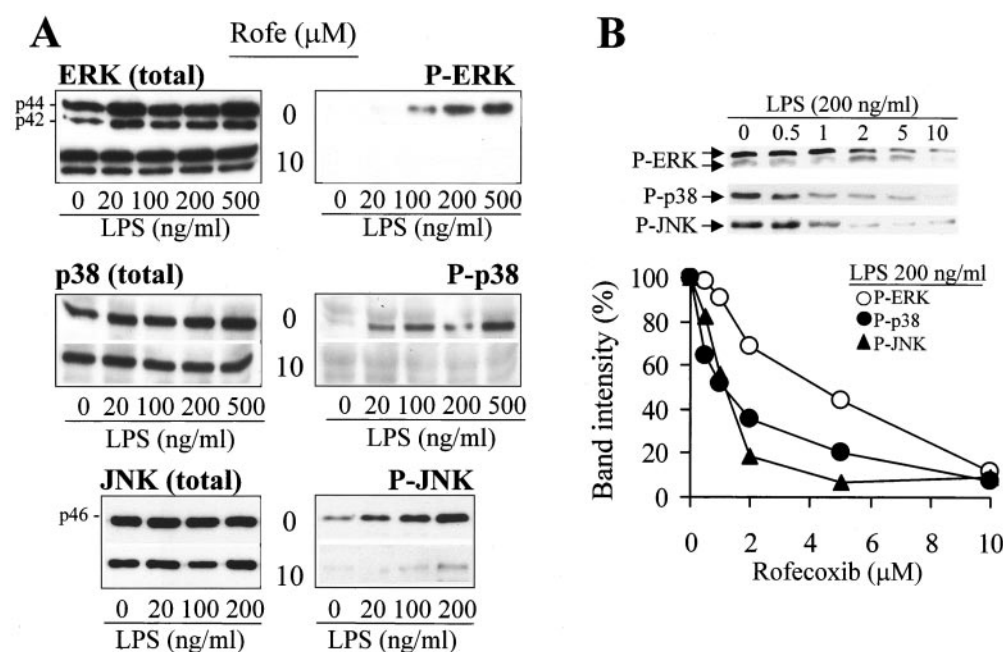 A
Rofe (μM)
ERK (total)
P-ERK
p44
p42
0
10
0 20 100 200 500
LPS (ng/ml)
0 20 100 200 500
LPS (ng/ml)
p38 (total)
P-p38
0
10
0 20 100 200 500
LPS (ng/ml)
0 20 100 200 500
LPS (ng/ml)
JNK (total)
P-JNK
p46
0
10
0 20 100 200
LPS (ng/ml)
0 20 100 200
LPS (ng/ml)
B
LPS (200 ng/ml)
0 0.5 1 2 5 10
P-ERK
P-p38
P-JNK
Band intensity (%)
100
80
60
40
20
0
LPS 200 ng/ml
P-ERK
P-p38
P-JNK
0 2 4 6 8 10
Rofecoxib (μM)